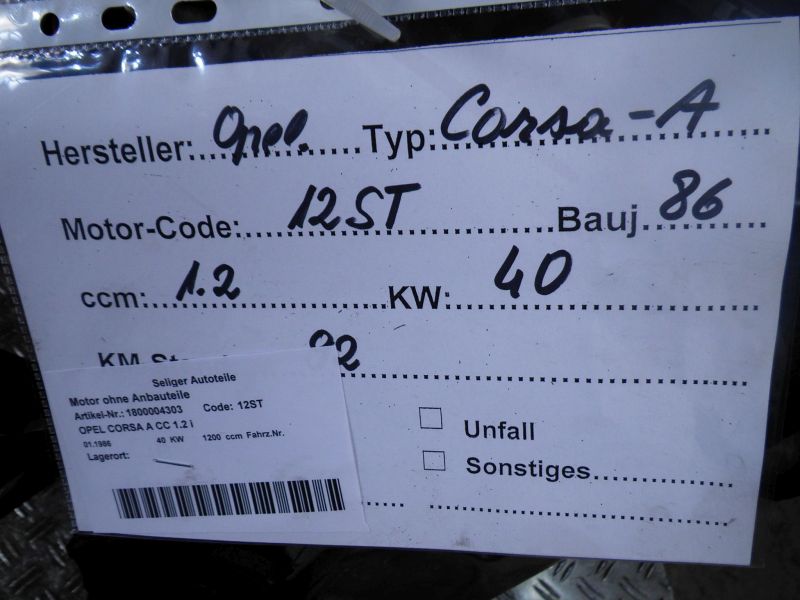 Hersteller: Opel. Typ: Corsa-A
Motor-Code: 12ST Bauj. 86
ccm: 1.2 KW: 40
KM
Seliger Autoteile
Motor ohne Anbauteile
Artikel-Nr.: 1800004303 Code: 12ST
OPEL CORSA A CC 1.2 i
01.1986 40 KW 1200 ccm Fahrz.Nr.
Lagerort:
Unfall
Sonstiges